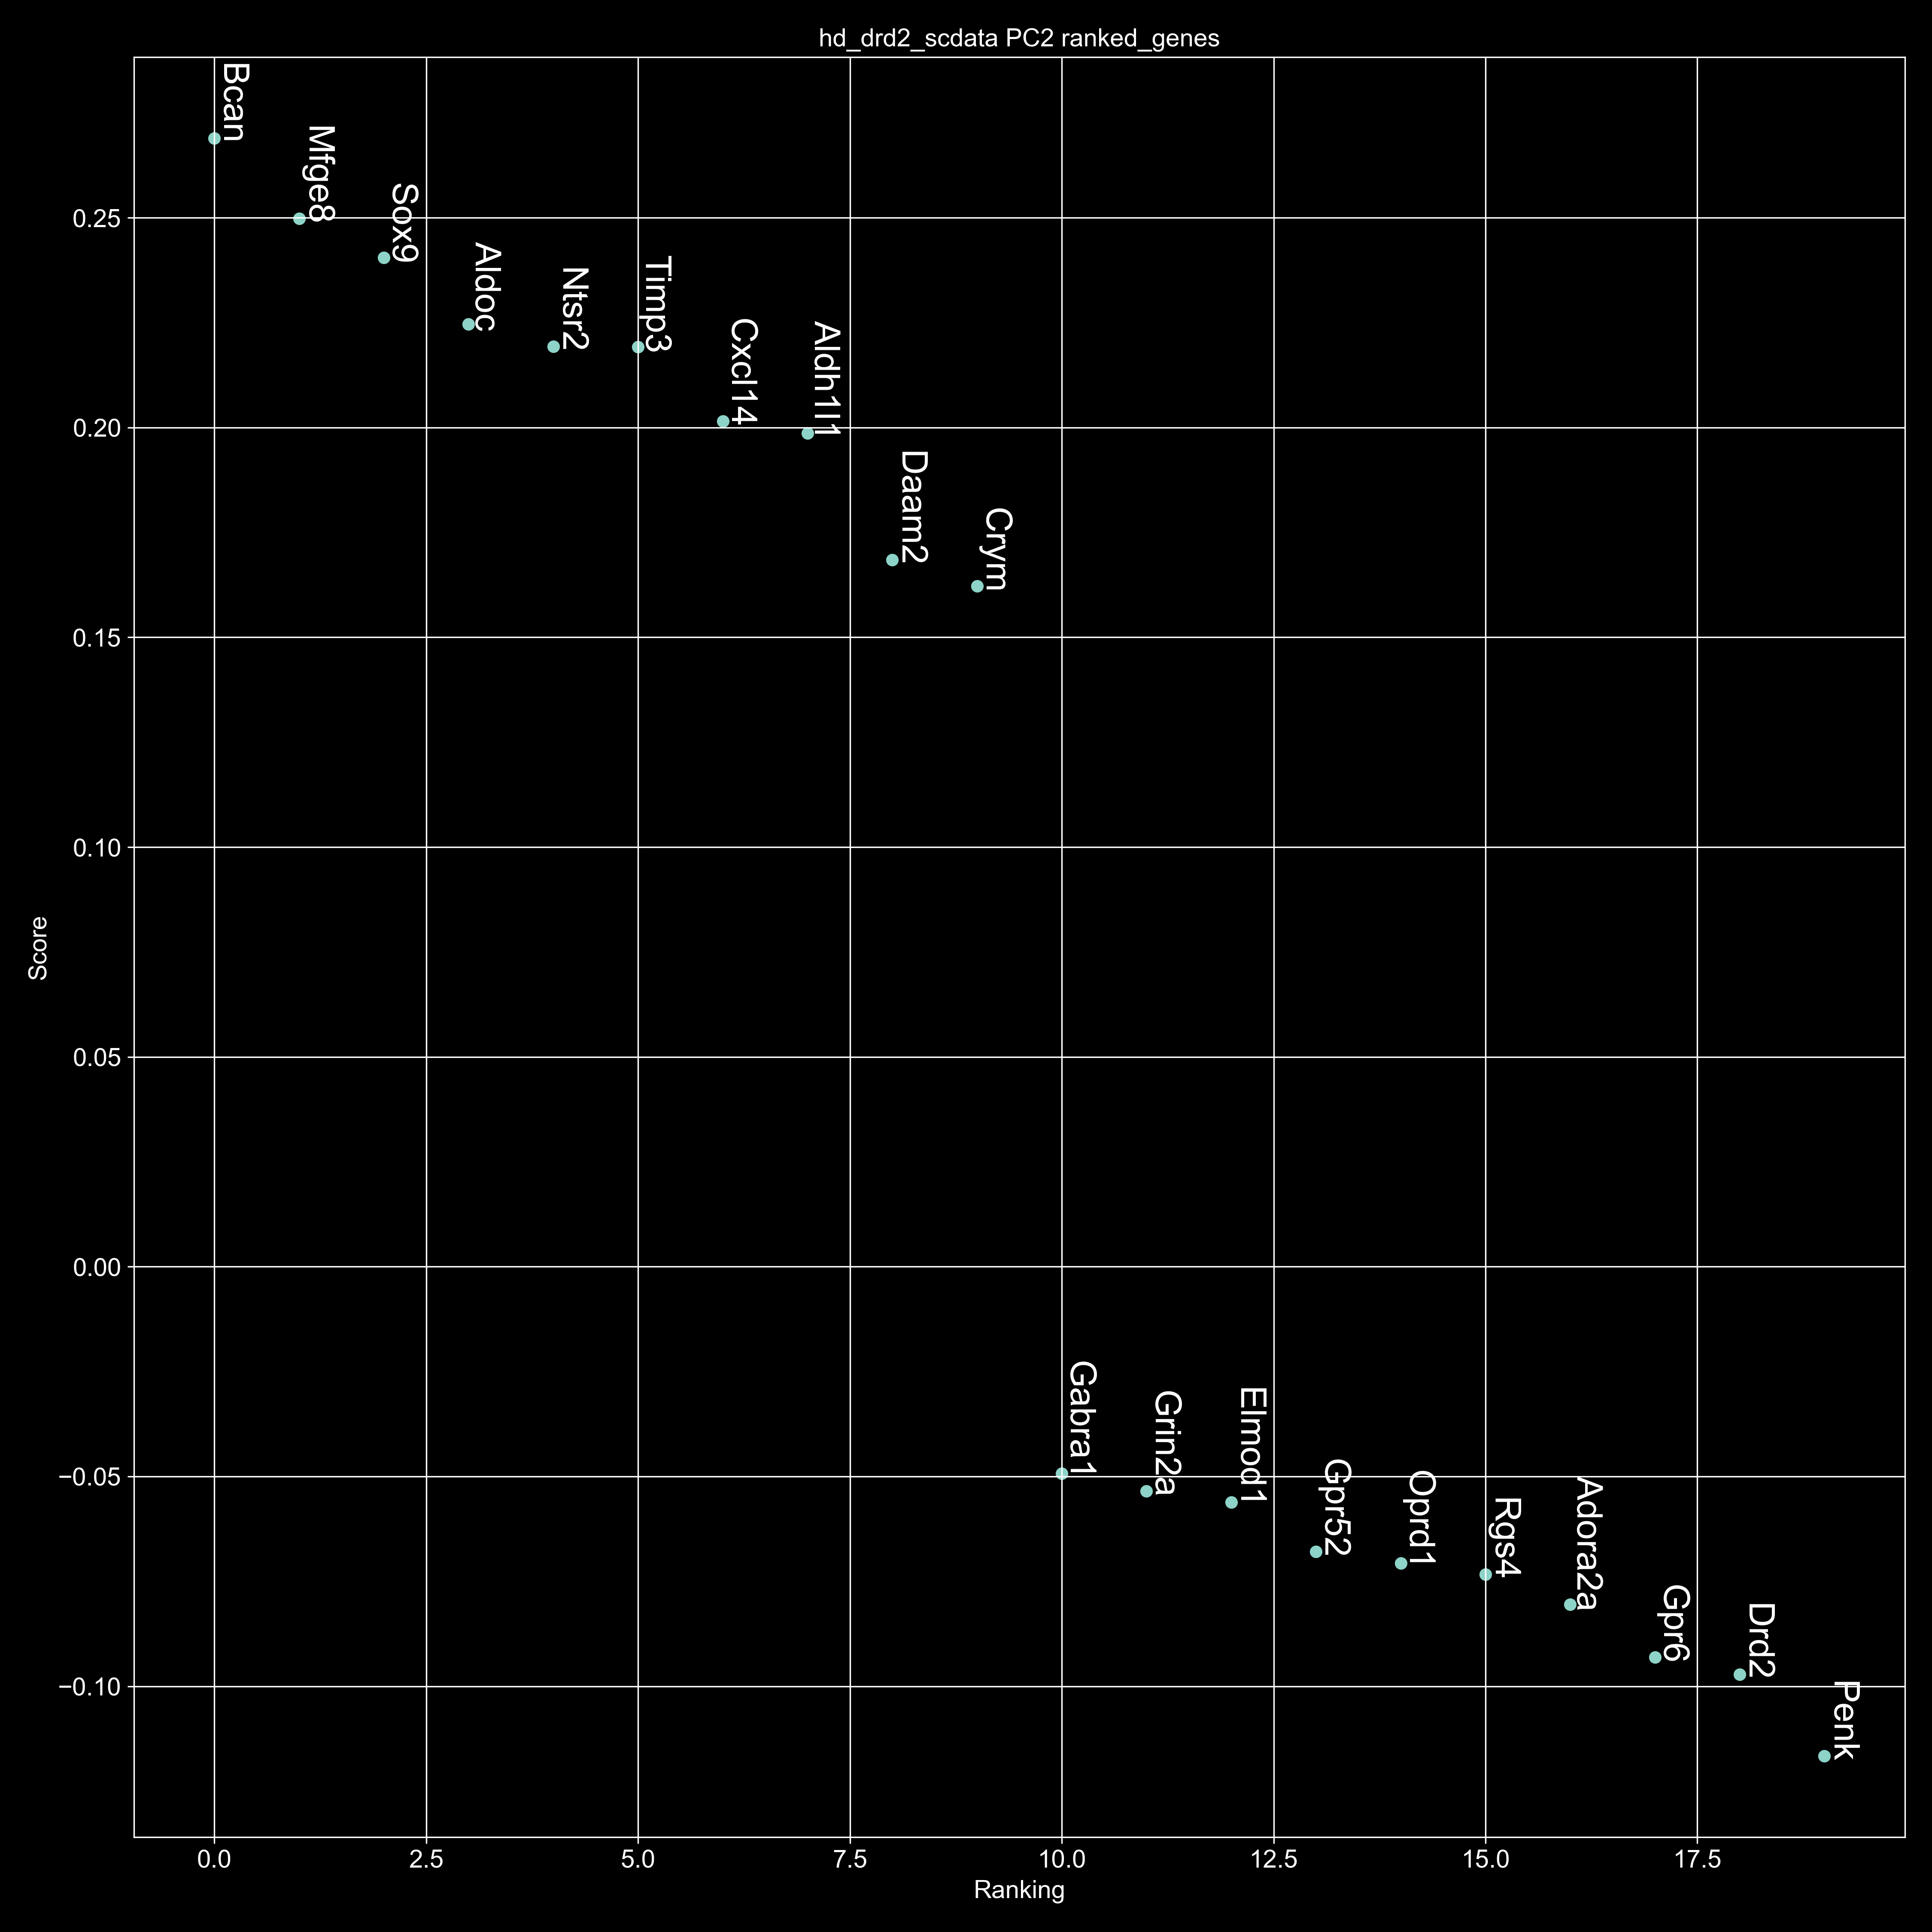 hd_drd2_scdata PC2 ranked_genes
Bcan
Mfge8
Sox9
Aldoc
Ntsr2
Timp3
Cxcl14
Aldh1l1
Daam2
Crym
Gabra1
Grin2a
Elmod1
Gpr52
Oprd1
Rgs4
Adora2a
Gpr6
Drd2
Penk
Score
0.25
0.20
0.15
0.10
0.05
0.00
−0.05
−0.10
0.0 2.5 5.0 7.5 10.0 12.5 15.0 17.5
Ranking